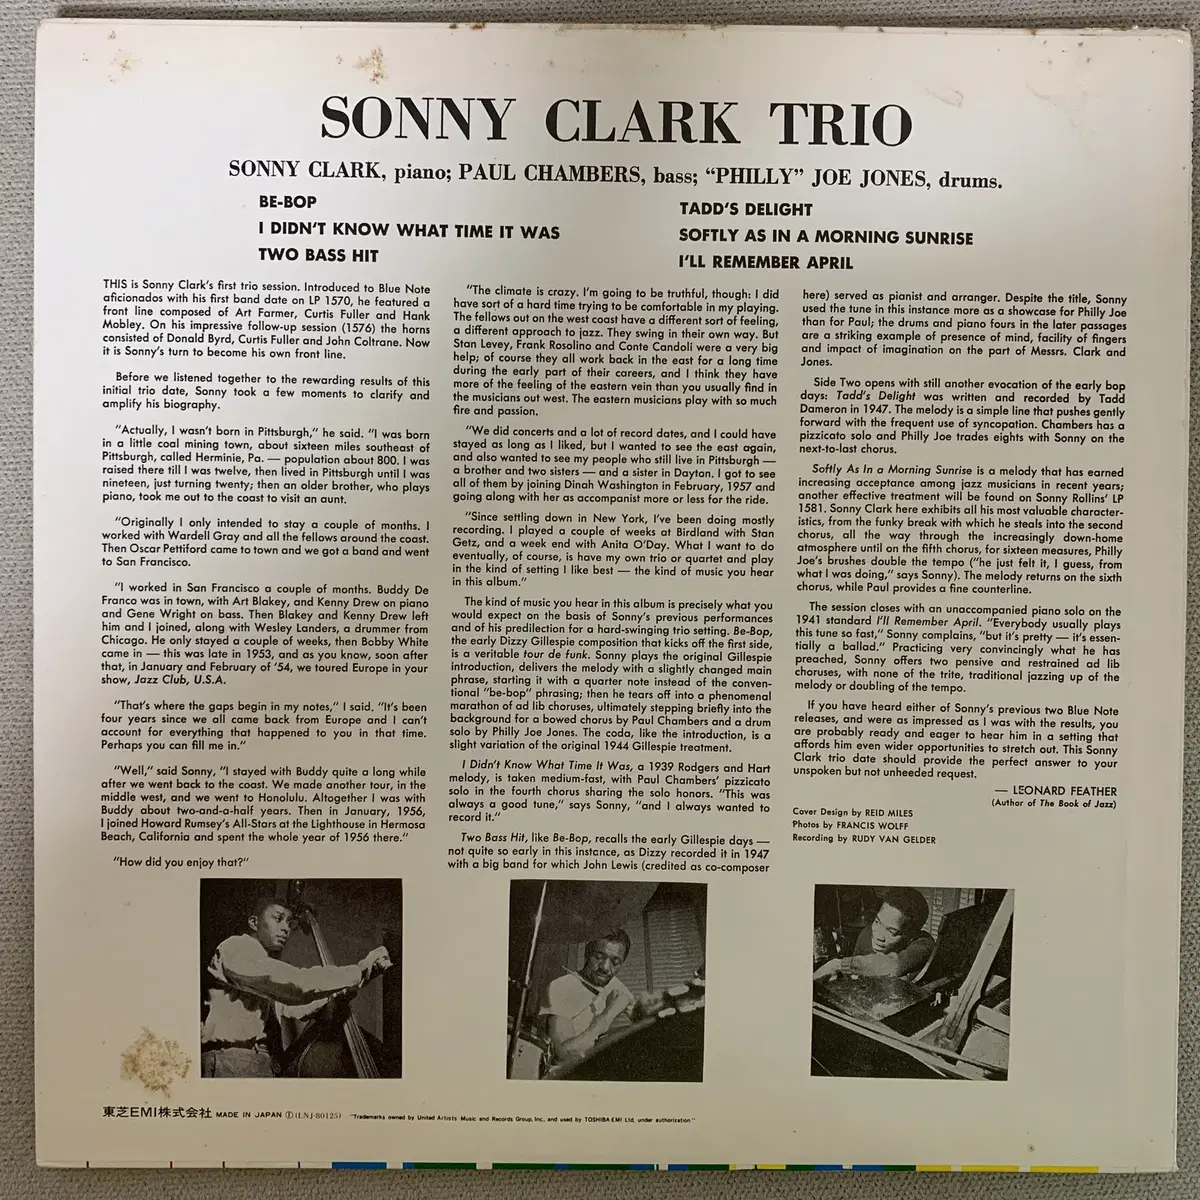 SONNY CLARK TRIO
SONNY CLARK, piano; PAUL CHAMBERS, bass; “PHILLY” JOE JONES, drums.
BE-BOP
I DIDN'T KNOW WHAT TIME IT WAS
TWO BASS HIT
TADD'S DELIGHT
SOFTLY AS IN A MORNING SUNRISE
I'LL REMEMBER APRIL
THIS is Sonny Clark's first trio session. Introduced to Blue Note
aficionados with his first band date on LP 1570, he featured a
front line composed of Art Farmer, Curtis Fuller and Hank
Mobley. On his impressive follow-up session (1576) the horns
consisted of Donald Byrd, Curtis Fuller and John Coltrane. Now
it is Sonny's turn to become his own front line.
Before we listened together to the rewarding results of this
initial trio date, Sonny took a few moments to clarify and
amplify his biography.
"Actually, I wasn't born in Pittsburgh," he said. "I was born
in a little coal mining town, about sixteen miles southeast of
Pittsburgh, called Herminie, Pa. — population about 800. I was
raised there till I was twelve, then lived in Pittsburgh until I was
nineteen, just turning twenty; then an older brother, who plays
piano, took me out to the coast to visit an aunt.
"Originally I only intended to stay a couple of months. I
worked with Wardell Gray and all the fellows around the coast.
Then Oscar Pettiford came to town and we got a band and went
to San Francisco.
"I worked in San Francisco a couple of months. Buddy De
Franco was in town, with Art Blakey, and Kenny Drew on piano
and Gene Wright on bass. Then Blakey and Kenny Drew left
him and I joined, along with Wesley Landers, a drummer from
Chicago. He only stayed a couple of weeks, then Bobby White
came in — this was late in 1953, and as you know, soon after
that, in January and February of '54, we toured Europe in your
show, Jazz Club, U.S.A.
"That's where the gaps begin in my notes," I said. "It's been
four years since we all came back from Europe and I can't
account for everything that happened to you in that time.
Perhaps you can fill me in."
"Well," said Sonny, "I stayed with Buddy quite a long while
after we went back to the coast. We made another tour, in the
middle west, and we went to Honolulu. Altogether I was with
Buddy about two-and-a-half years. Then in January, 1956,
I joined Howard Rumsey's All-Stars at the Lighthouse in Hermosa
Beach, California and spent the whole year of 1956 there."
"How did you enjoy that?"
"The climate is crazy. I'm going to be truthful, though: I did
have sort of a hard time trying to be comfortable in my playing.
The fellows out on the west coast have a different sort of feeling,
a different approach to jazz. They swing in their own way. But
Stan Levey, Frank Rosolino and Conte Candoli were a very big
help; of course they all work back in the east for a long time
during the early part of their careers, and I think they have
more of the feeling of the eastern vein than you usually find in
the musicians out west. The eastern musicians play with so much
fire and passion.
"We did concerts and a lot of record dates, and I could have
stayed as long as I liked, but I wanted to see the east again,
and also wanted to see my people who still live in Pittsburgh —
a brother and two sisters — and a sister in Dayton. I got to see
all of them by joining Dinah Washington in February, 1957 and
going along with her as accompanist more or less for the ride.
"Since settling down in New York, I've been doing mostly
recording. I played a couple of weeks at Birdland with Stan
Getz, and a week end with Anita O'Day. What I want to do
eventually, of course, is have my own trio or quartet and play
in the kind of setting I like best — the kind of music you hear
in this album."
The kind of music you hear in this album is precisely what you
would expect on the basis of Sonny's previous performances
and of his predilection for a hard-swinging trio setting. Be-Bop,
the early Dizzy Gillespie composition that kicks off the first side,
is a veritable tour de funk. Sonny plays the original Gillespie
introduction, delivers the melody with a slightly changed main
phrase, starting it with a quarter note instead of the conven-
tional "be-bop" phrasing; then he tears off into a phenomenal
marathon of ad lib choruses, ultimately stepping briefly into the
background for a bowed chorus by Paul Chambers and a drum
solo by Philly Joe Jones. The coda, like the introduction, is a
slight variation of the original 1944 Gillespie treatment.
I Didn't Know What Time It Was, a 1939 Rodgers and Hart
melody, is taken medium-fast, with Paul Chambers' pizzicato
solo in the fourth chorus sharing the solo honors. "This was
always a good tune," says Sonny, "and I always wanted to
record it."
Two Bass Hit, like Be-Bop, recalls the early Gillespie days —
not quite so early in this instance, as Dizzy recorded it in 1947
with a big band for which John Lewis (credited as co-composer
here) served as pianist and arranger. Despite the title, Sonny
used the tune in this instance more as a showcase for Philly Joe
than for Paul; the drums and piano fours in the later passages
are a striking example of presence of mind, facility of fingers
and impact of imagination on the part of Messrs. Clark and
Jones.
Side Two opens with still another evocation of the early bop
days: Tadd's Delight was written and recorded by Tadd
Dameron in 1947. The melody is a simple line that pushes gently
forward with the frequent use of syncopation. Chambers has a
pizzicato solo and Philly Joe trades eights with Sonny on the
next-to-last chorus.
Softly As In a Morning Sunrise is a melody that has earned
increasing acceptance among jazz musicians in recent years;
another effective treatment will be found on Sonny Rollins' LP
1581. Sonny Clark here exhibits all his most valuable character-
istics, from the funky break with which he steals into the second
chorus, all the way through the increasingly down-home
atmosphere until on the fifth chorus, for sixteen measures, Philly
Joe's brushes double the tempo ("he just felt it, I guess, from
what I was doing," says Sonny). The melody returns on the sixth
chorus, while Paul provides a fine counterline.
The session closes with an unaccompanied piano solo on the
1941 standard I'll Remember April. "Everybody usually plays
this tune so fast," Sonny complains, "but it's pretty — it's essen-
tially a ballad." Practicing very convincingly what he has
preached, Sonny offers two pensive and restrained ad lib
choruses, with none of the trite, traditional jazzing up of the
melody or doubling of the tempo.
If you have heard either of Sonny's previous two Blue Note
releases, and were as impressed as I was with the results, you
are probably ready and eager to hear him in a setting that
affords him even wider opportunities to stretch out. This Sonny
Clark trio date should provide the perfect answer to your
unspoken but not unheeded request.
— LEONARD FEATHER
(Author of The Book of Jazz)
Cover Design by REID MILES
Photos by FRANCIS WOLFF
Recording by RUDY VAN GELDER
東芝EMI株式会社 MADE IN JAPAN Ⓘ (LNJ-80125) "Trademarks owned by United Artists Music and Records Group, Inc., and used by TOSHIBA EMI Ltd, under authorization."